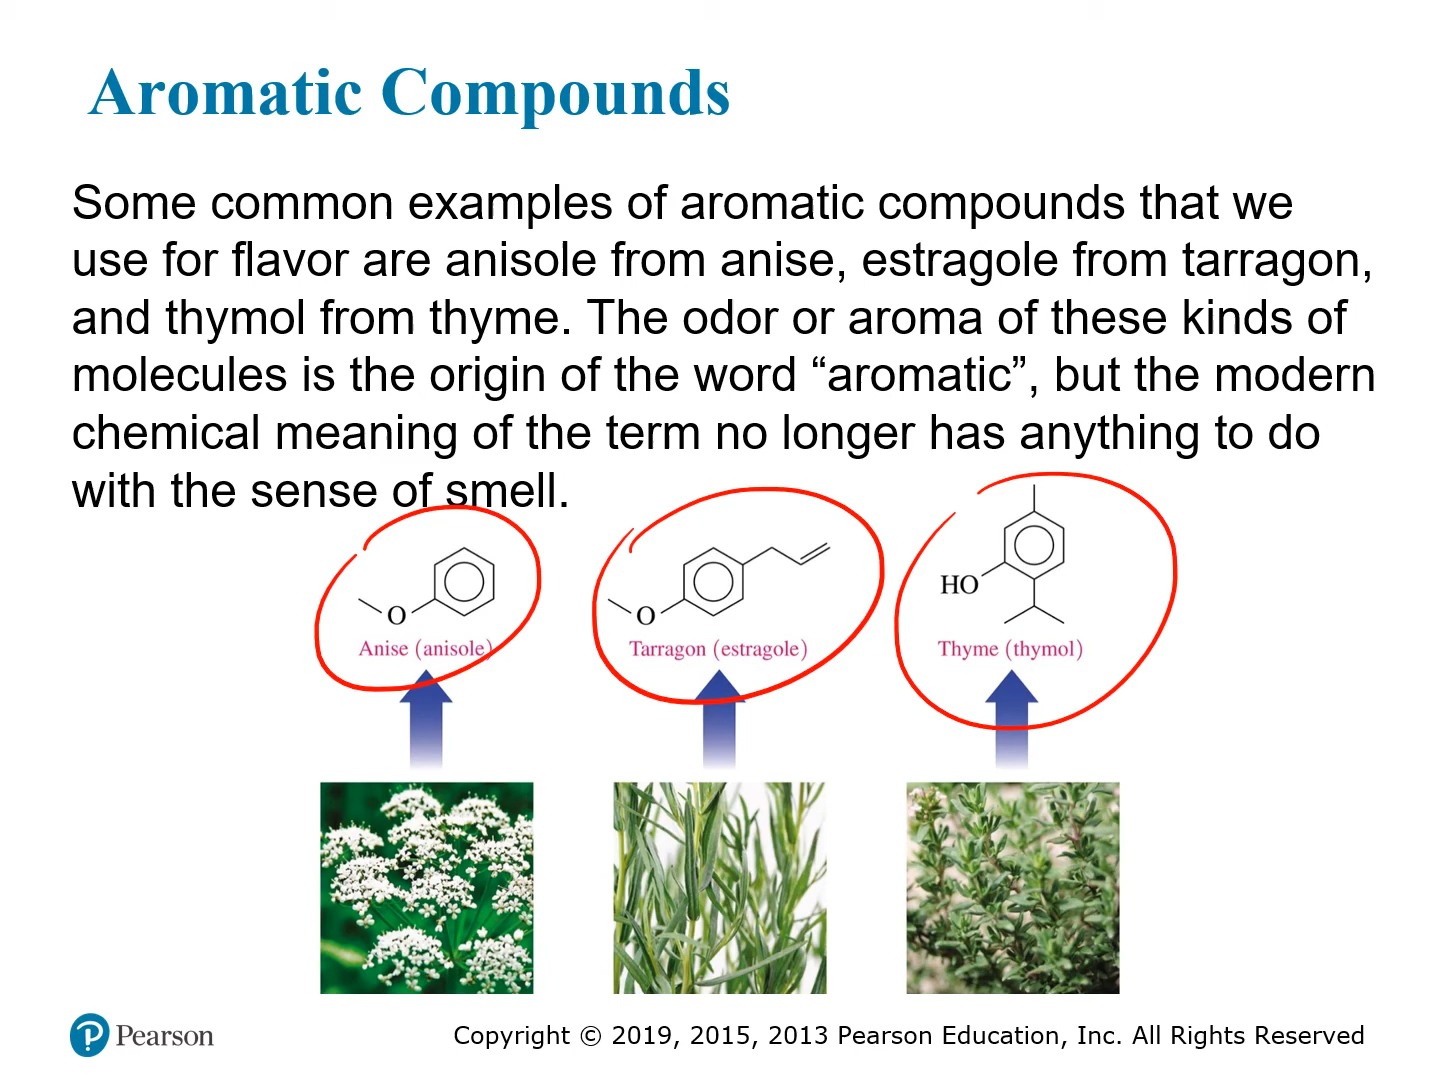 Aromatic Compounds
Some common examples of aromatic compounds that we
use for flavor are anisole from anise, estragole from tarragon,
and thymol from thyme. The odor or aroma of these kinds of
molecules is the origin of the word “aromatic”, but the modern
chemical meaning of the term no longer has anything to do
with the sense of smell.
O
Anise (anisole)
O
Tarragon (estragole)
HO
Thyme (thymol)
P Pearson
Copyright © 2019, 2015, 2013 Pearson Education, Inc. All Rights Reserved